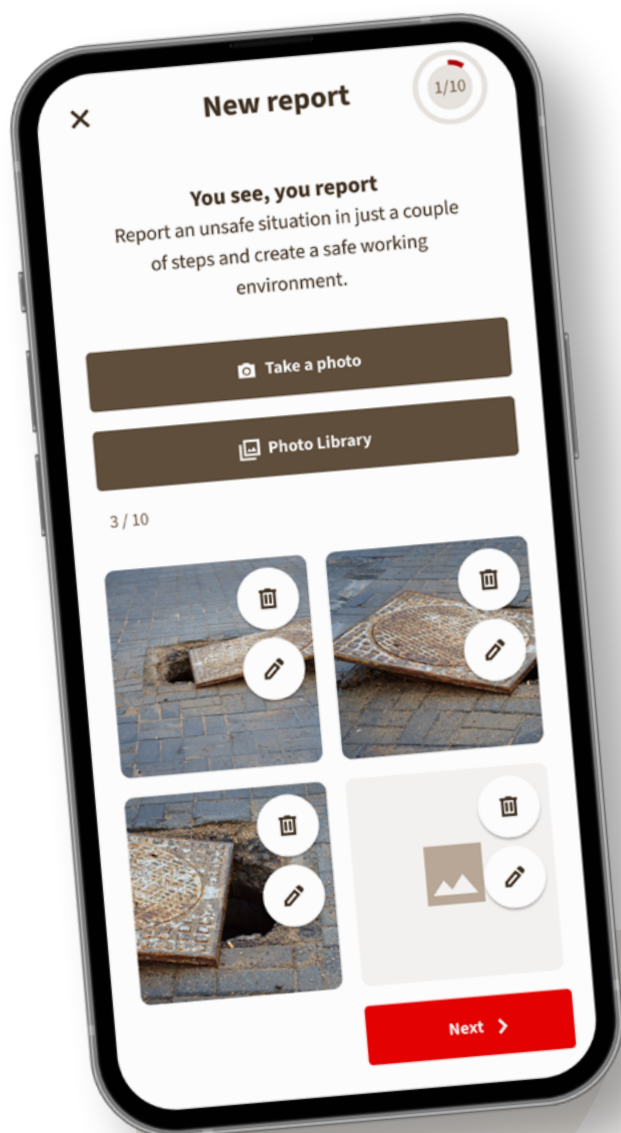 New report
1/10
You see, you report
Report an unsafe situation in just a couple
of steps and create a safe working
environment.
Take a photo
Photo Library
3 / 10
Next